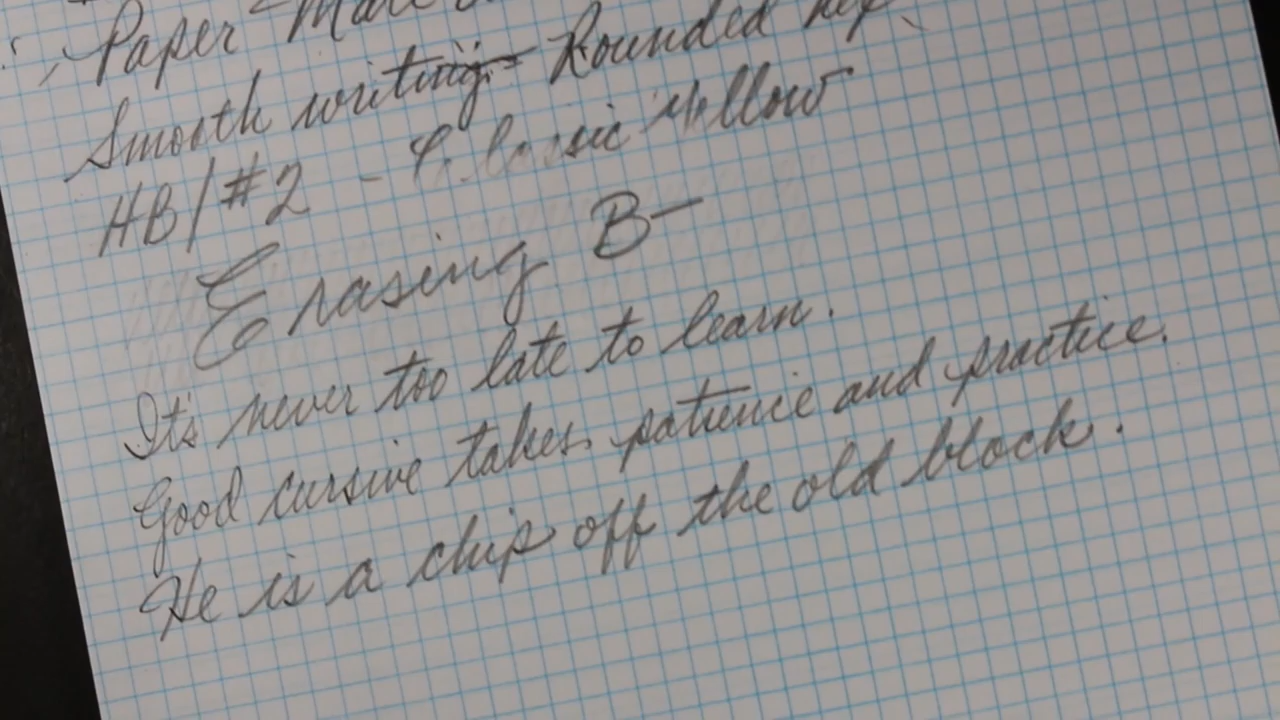 Paper Mate
Smooth writing - Rounded hex
HB/#2 - Classic Yellow
Erasing B-
It's never too late to learn.
Good cursive takes patience and practice.
He is a chip off the old block.